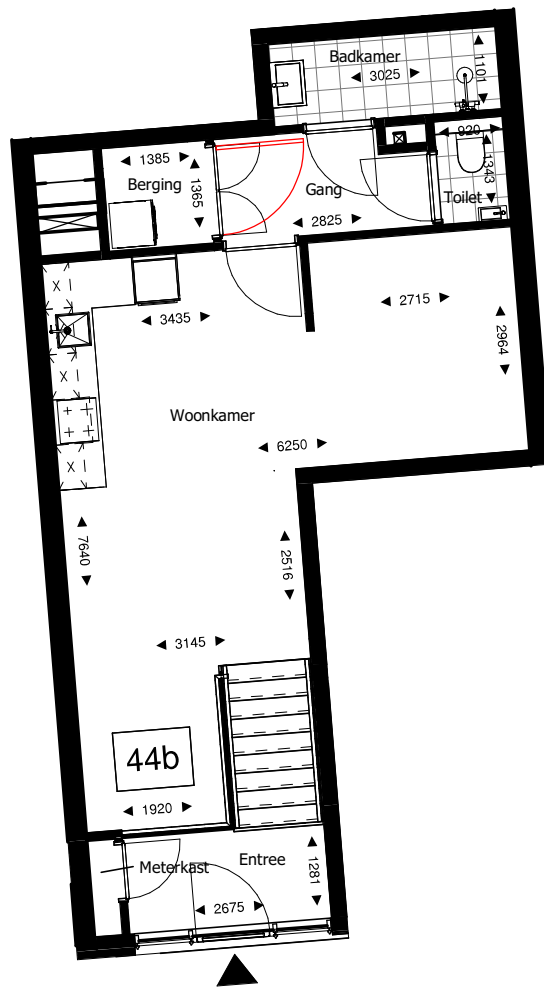 Badkamer
3025
1101
920
1385
Berging
1365
Gang
2825
1343
Toilet
3435
2715
2964
Woonkamer
6250
7640
2516
3145
44b
1920
Meterkast
Entree
1281
2675